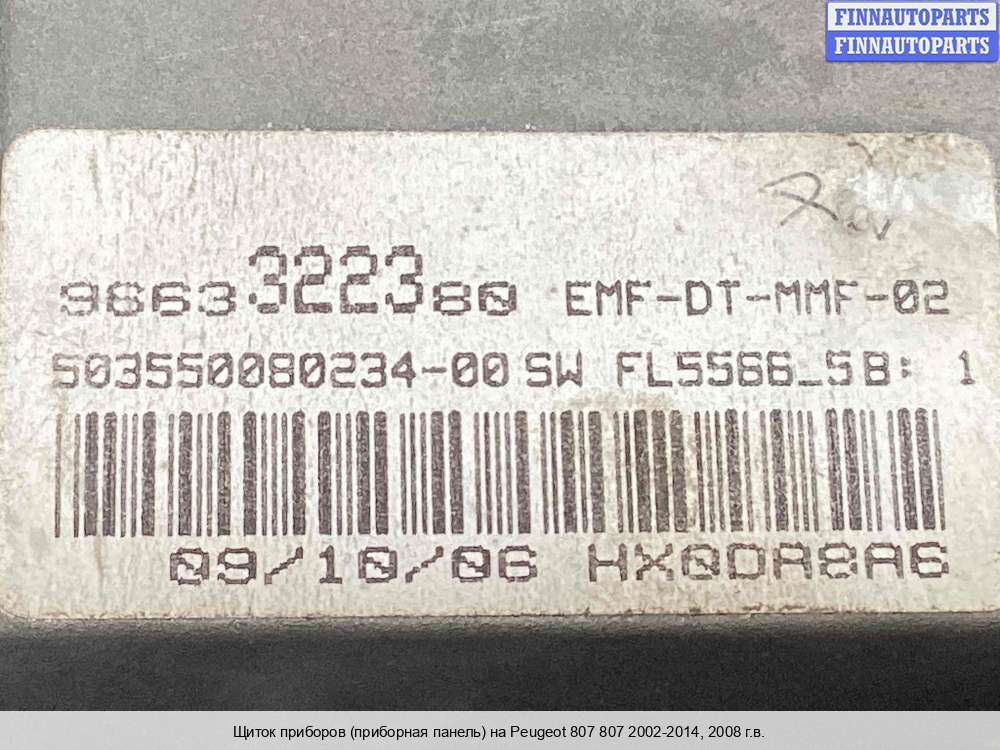 FINNAUTOPARTS
FINNAUTOPARTS
9663322380 EMF-DT-MMF-02
503550080234-00 SW FL5566_5B: 1
09/10/06 HX0DA8A6
Щиток приборов (приборная панель) на Peugeot 807 807 2002-2014, 2008 г.в.